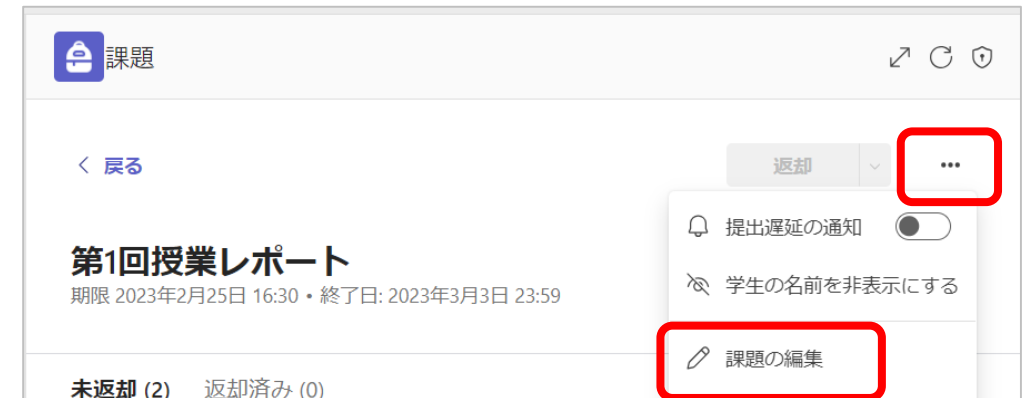 課題
戻る
返却
...
提出遅延の通知
学生の名前を非表示にする
第1回授業レポート
期限 2023年2月25日 16:30 • 終了日: 2023年3月3日 23:59
課題の編集
未返却 (2) 返却済み (0)